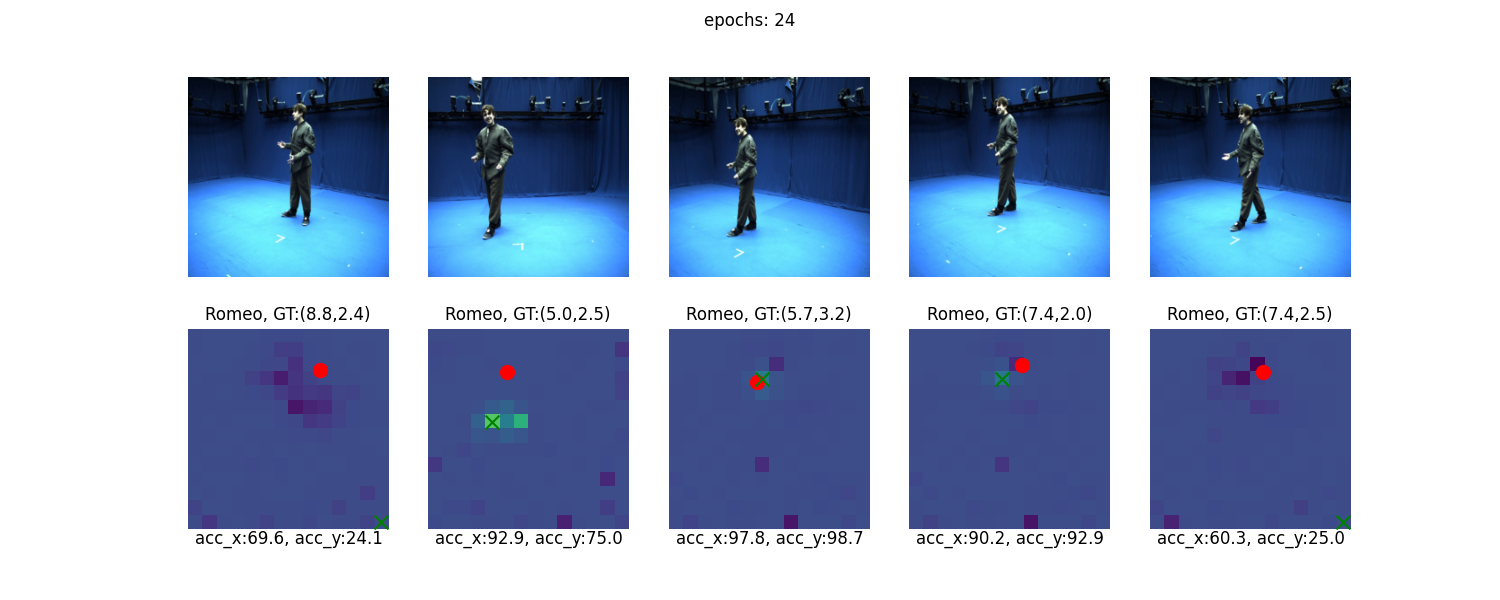 epochs: 24
Romeo, GT:(8.8,2.4)
Romeo, GT:(5.0,2.5)
Romeo, GT:(5.7,3.2)
Romeo, GT:(7.4,2.0)
Romeo, GT:(7.4,2.5)
acc_x:69.6, acc_y:24.1
acc_x:92.9, acc_y:75.0
acc_x:97.8, acc_y:98.7
acc_x:90.2, acc_y:92.9
acc_x:60.3, acc_y:25.0